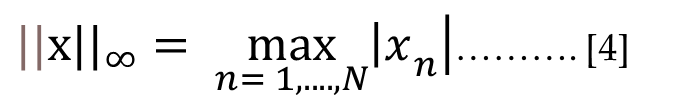 ||x||∞ = max |xₙ|.......... [4]
n= 1,....,N